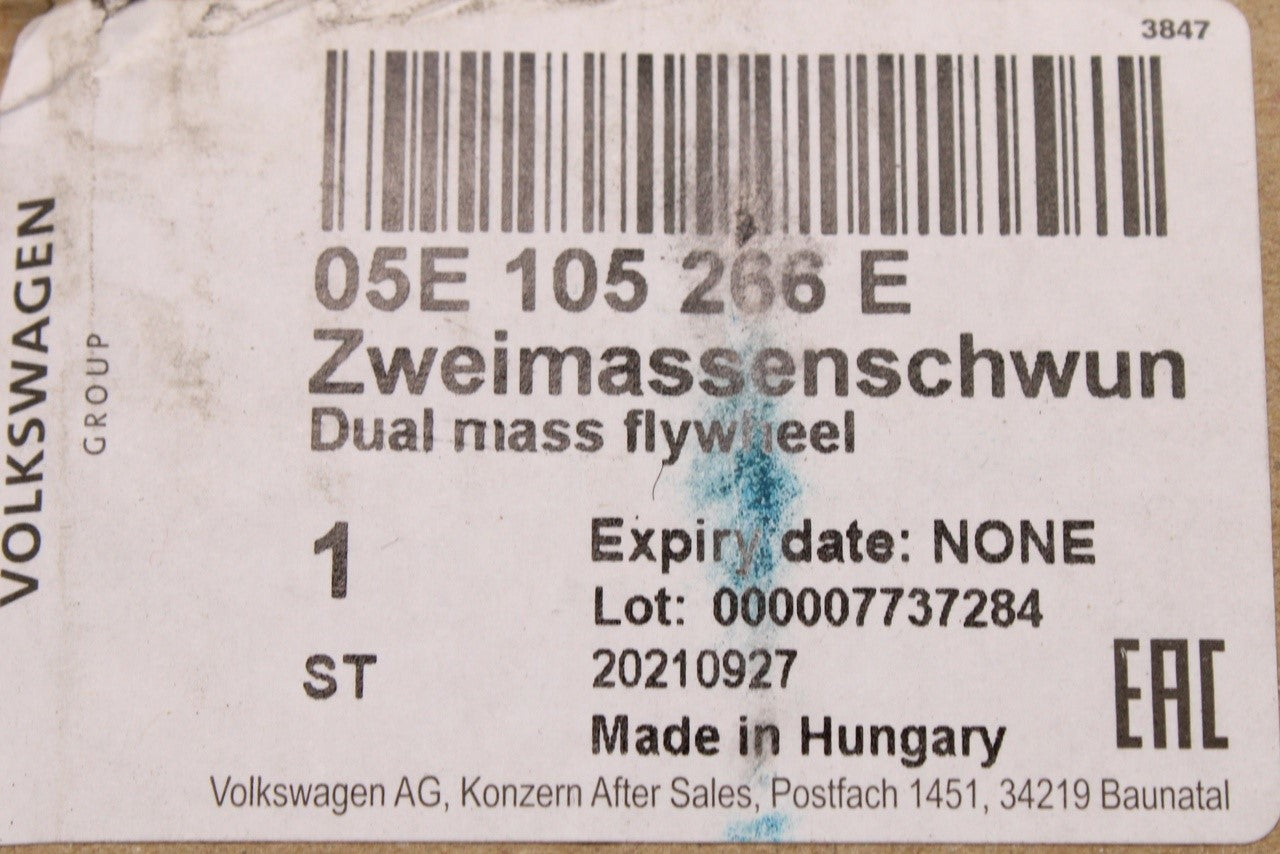 3847
VOLKSWAGEN
GROUP
05E 105 266 E
Zweimassenschwun
Dual mass flywheel
1
Expiry date: NONE
Lot: 000007737284
ST
20210927
EAC
Made in Hungary
Volkswagen AG, Konzern After Sales, Postfach 1451, 34219 Baunatal